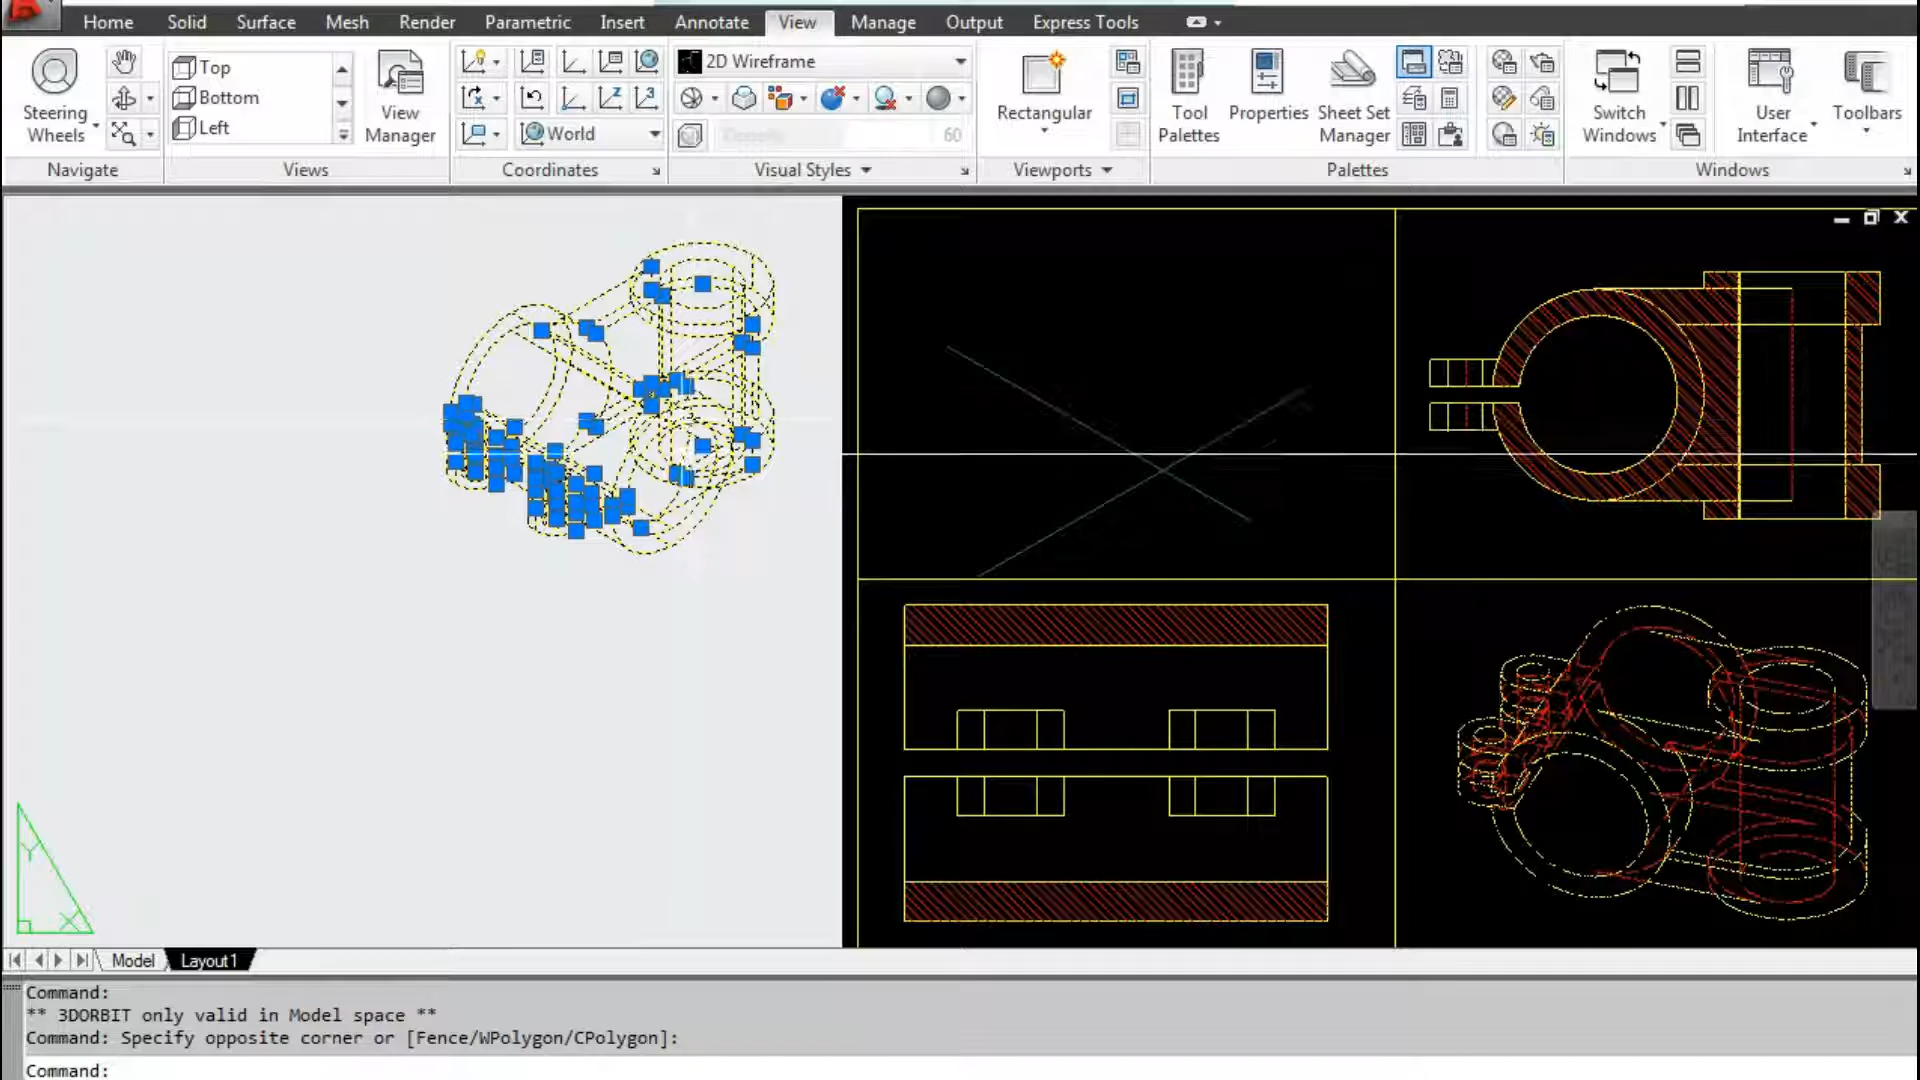 Home Solid Surface Mesh Render Parametric Insert Annotate View Manage Output Express Tools
Steering Wheels
Top
Bottom
Left
View Manager
World
2D Wireframe
60
Rectangular
Tool Palettes
Properties
Sheet Set Manager
Switch Windows
User Interface
Toolbars
Navigate Views Coordinates Visual Styles Viewports Palettes Windows
Y
X
Model Layout1
Command:
** 3DORBIT only valid in Model space **
Command: Specify opposite corner or [Fence/WPolygon/CPolygon]:
Command: